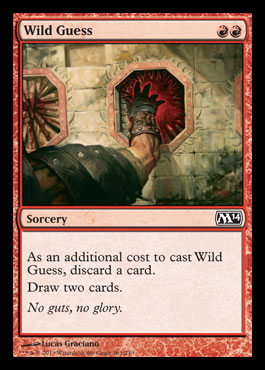 Wild Guess
Sorcery
M14
As an additional cost to cast Wild
Guess, discard a card.
Draw two cards.
No guts, no glory.
Lucas Graciano